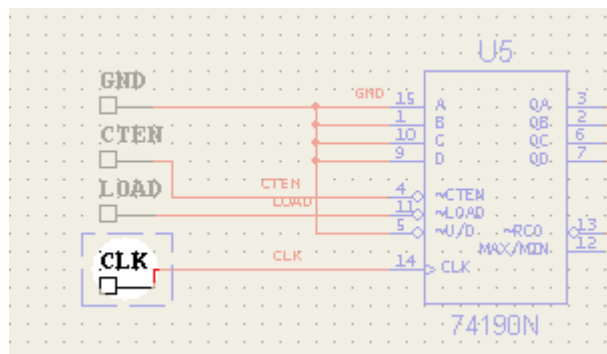 U5
GND
GND 15 A QA 3
1 B QB 2
CTEN
10 C QC 6
9 D QD 7
LOAD
CTEN 4 ~CTEN
LOAD 11 ~LOAD
5 ~U/D ~RCO 13
MAX/MIN 12
CLK
CLK 14 CLK
74190N